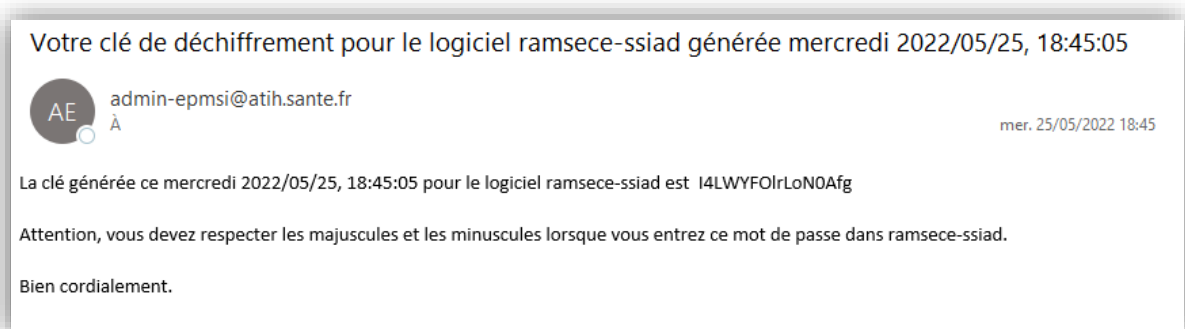 Votre clé de déchiffrement pour le logiciel ramsece-ssiad générée mercredi 2022/05/25, 18:45:05
AE
admin-epmsi@atih.sante.fr
À
mer. 25/05/2022 18:45
La clé générée ce mercredi 2022/05/25, 18:45:05 pour le logiciel ramsece-ssiad est I4LWYFOlrLoN0Afg
Attention, vous devez respecter les majuscules et les minuscules lorsque vous entrez ce mot de passe dans ramsece-ssiad.
Bien cordialement.